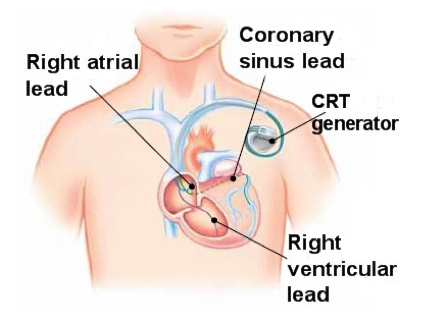 Right atrial
lead
Coronary
sinus lead
CRT
generator
Right
ventricular
lead